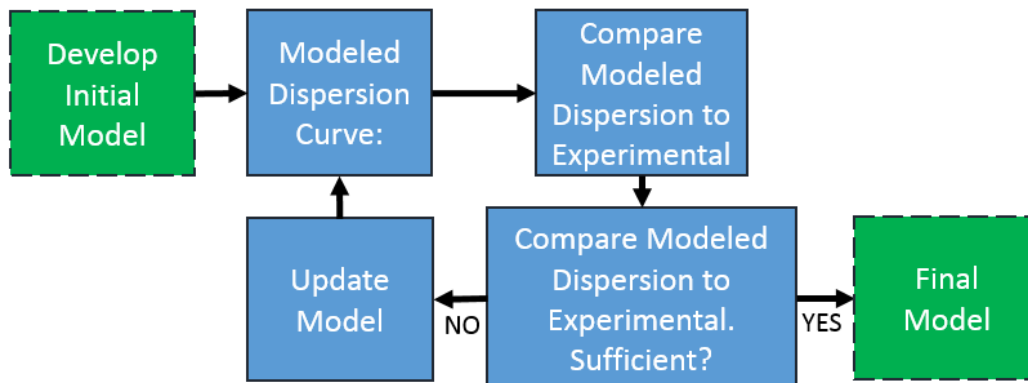 Develop
Initial
Model
Modeled
Dispersion
Curve:
Compare
Modeled
Dispersion to
Experimental
Compare Modeled
Dispersion to
Experimental.
Sufficient?
NO
YES
Update
Model
Final
Model